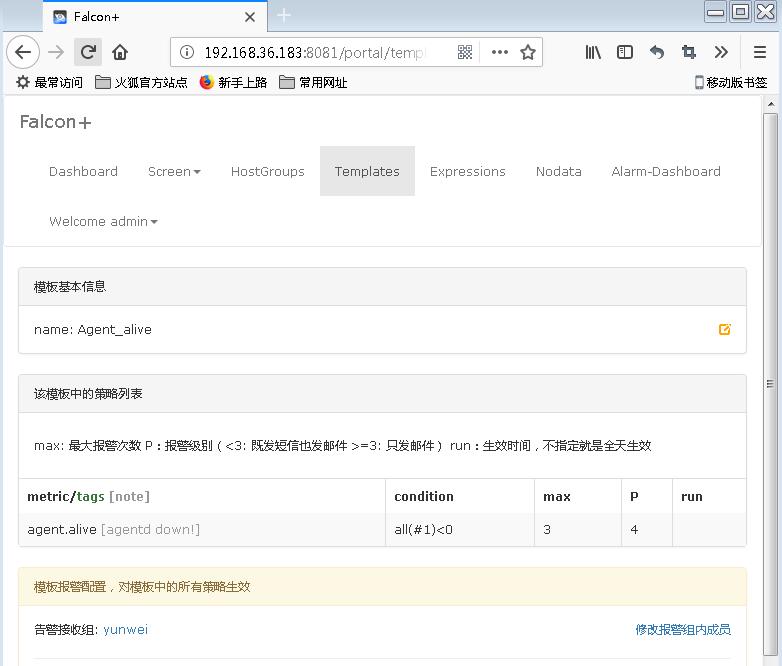 Falcon+
192.168.36.183:8081/portal/temp
最常访问 火狐官方站点 新手上路 常用网址 移动版书签
Falcon+
Dashboard Screen HostGroups Templates Expressions Nodata Alarm-Dashboard
Welcome admin
模板基本信息
name: Agent_alive
该模板中的策略列表
max: 最大报警次数 P：报警级别（<3: 既发短信也发邮件 >=3: 只发邮件） run：生效时间，不指定就是全天生效
metric/tags [note] condition max P run
agent.alive [agentd down!] all(#1)<0 3 4
模板报警配置，对模板中的所有策略生效
告警接收组: yunwei 修改报警组内成员